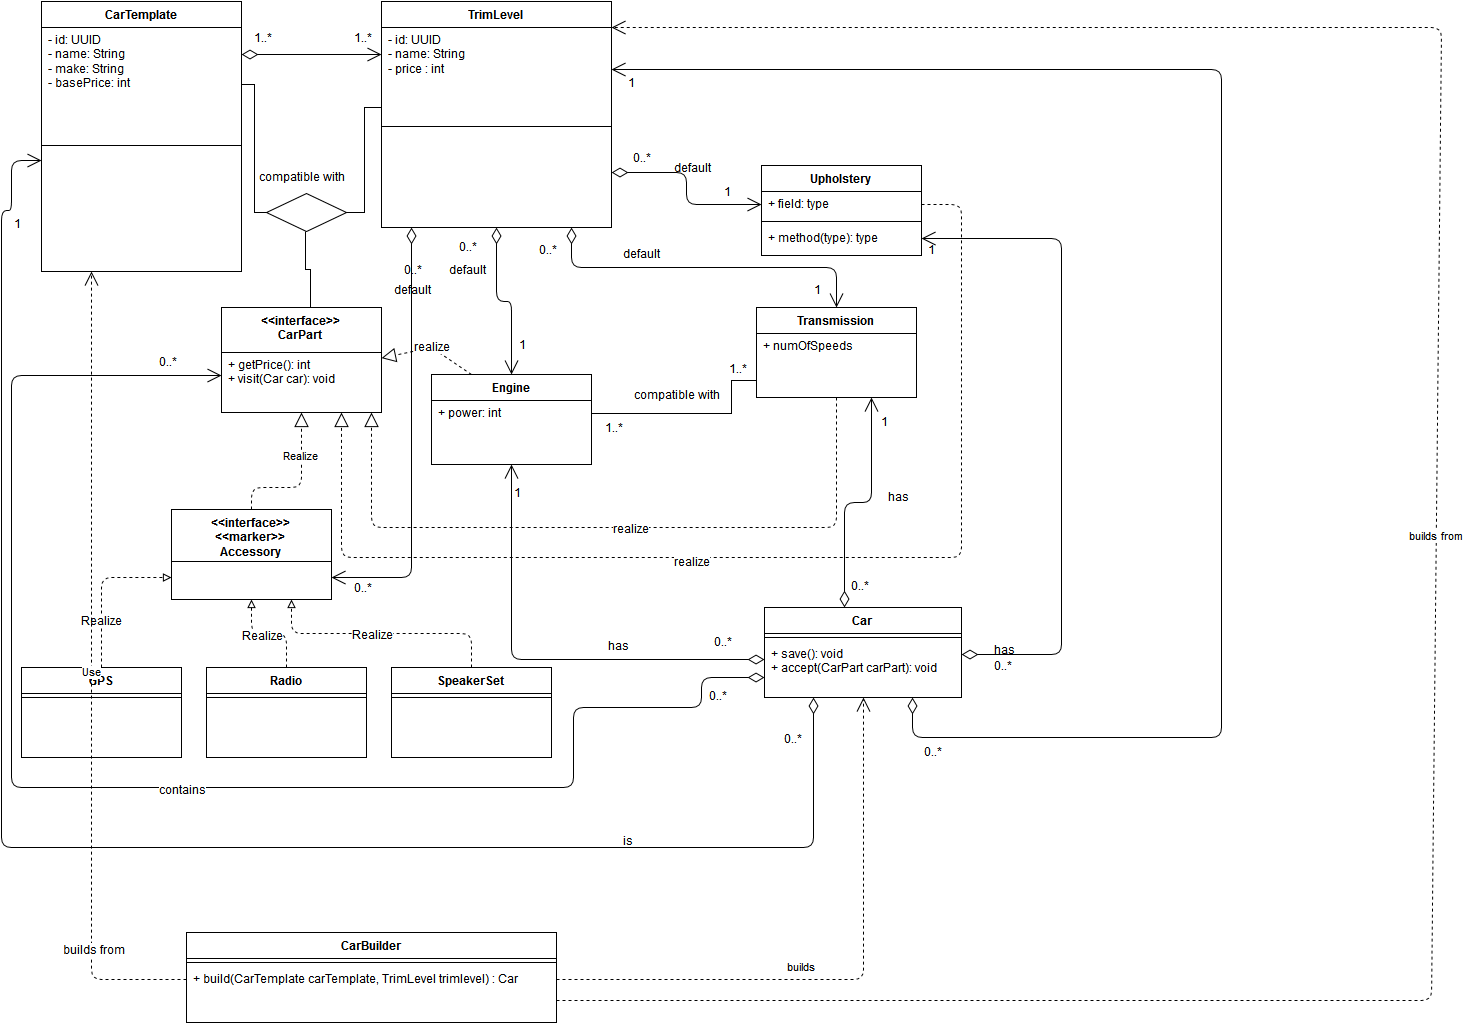 CarTemplate
- id: UUID
- name: String
- make: String
- basePrice: int
1..*
1..*
TrimLevel
- id: UUID
- name: String
- price : int
1
1
compatible with
0..*
default
1
Upholstery
+ field: type
+ method(type): type
1
0..*
default
0..*
default
0..*
default
1
1
<<interface>>
CarPart
+ getPrice(): int
+ visit(Car car): void
0..*
realize
Engine
+ power: int
compatible with
1..*
1..*
Transmission
+ numOfSpeeds
1
has
Realize
1
realize
realize
builds from
<<interface>>
<<marker>>
Accessory
0..*
Realize
Realize
Realize
Use
GPS
Radio
SpeakerSet
has
0..*
0..*
0..*
Car
+ save(): void
+ accept(CarPart carPart): void
has
0..*
0..*
0..*
contains
is
builds from
CarBuilder
+ build(CarTemplate carTemplate, TrimLevel trimlevel) : Car
builds